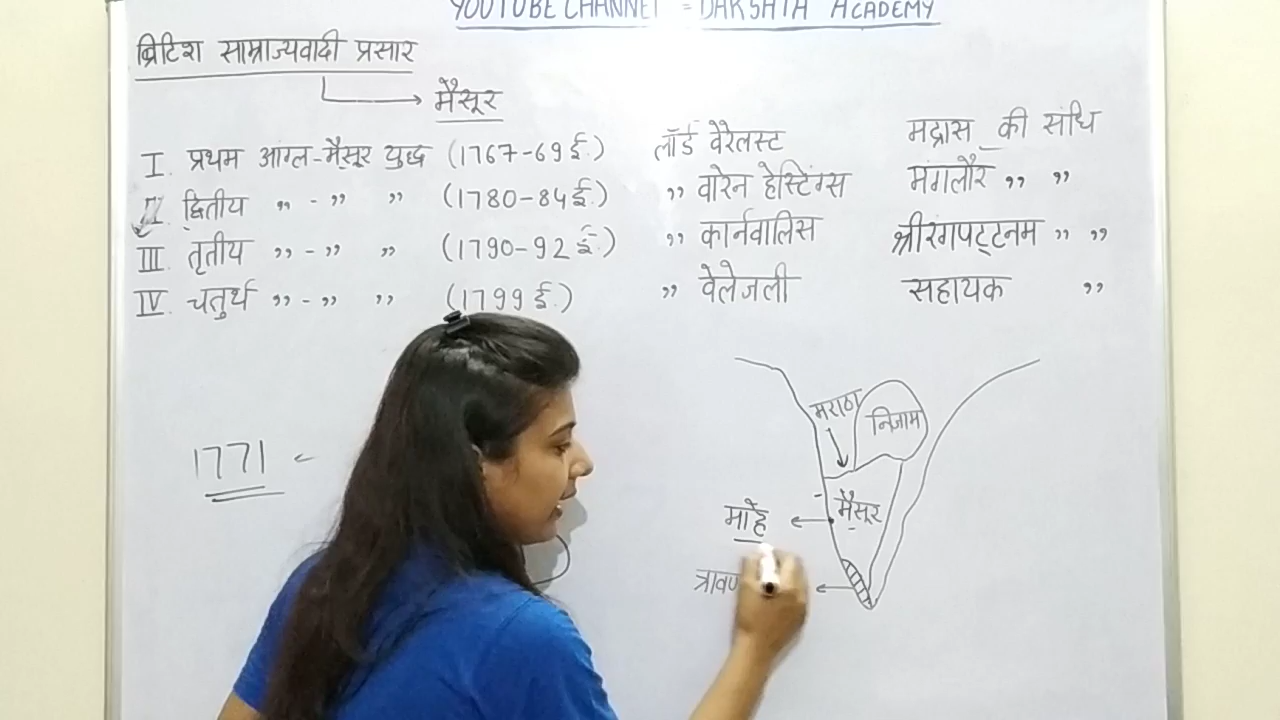 YOUTUBE CHANNEL = DAKSHTA ACADEMY
ब्रिटिश साम्राज्यवादी प्रसार
मैसूर
I. प्रथम आंग्ल-मैसूर युद्ध (1767-69 ई.) लॉर्ड वेरेलस्ट मद्रास की संधि
II. द्वितीय ,, - ,, ,, (1780-84 ई.) ,, वारेन हेस्टिंग्स मंगलौर ,, ,,
III. तृतीय ,, - ,, ,, (1790-92 ई.) ,, कार्नवालिस श्रीरंगपट्टनम ,, ,,
IV. चतुर्थ ,, - ,, ,, (1799 ई.) ,, वेलेजली सहायक ,,
मराठा निजाम
1771
माहे मैसूर